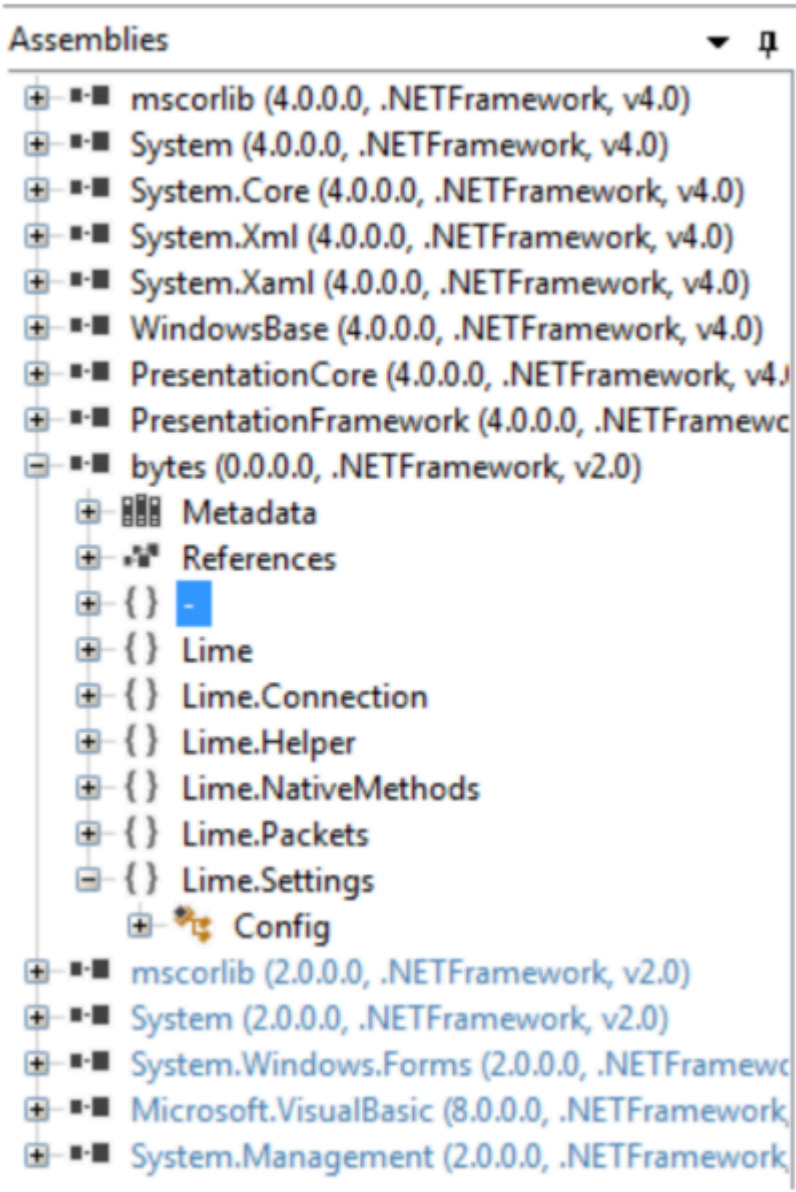 Assemblies
mscorlib (4.0.0.0, .NETFramework, v4.0)
System (4.0.0.0, .NETFramework, v4.0)
System.Core (4.0.0.0, .NETFramework, v4.0)
System.Xml (4.0.0.0, .NETFramework, v4.0)
System.Xaml (4.0.0.0, .NETFramework, v4.0)
WindowsBase (4.0.0.0, .NETFramework, v4.0)
PresentationCore (4.0.0.0, .NETFramework, v4.
PresentationFramework (4.0.0.0, .NETFramewo
bytes (0.0.0.0, .NETFramework, v2.0)
Metadata
References
{ } -
{ } Lime
{ } Lime.Connection
{ } Lime.Helper
{ } Lime.NativeMethods
{ } Lime.Packets
{ } Lime.Settings
Config
mscorlib (2.0.0.0, .NETFramework, v2.0)
System (2.0.0.0, .NETFramework, v2.0)
System.Windows.Forms (2.0.0.0, .NETFramewo
Microsoft.VisualBasic (8.0.0.0, .NETFramework,
System.Management (2.0.0.0, .NETFramework,